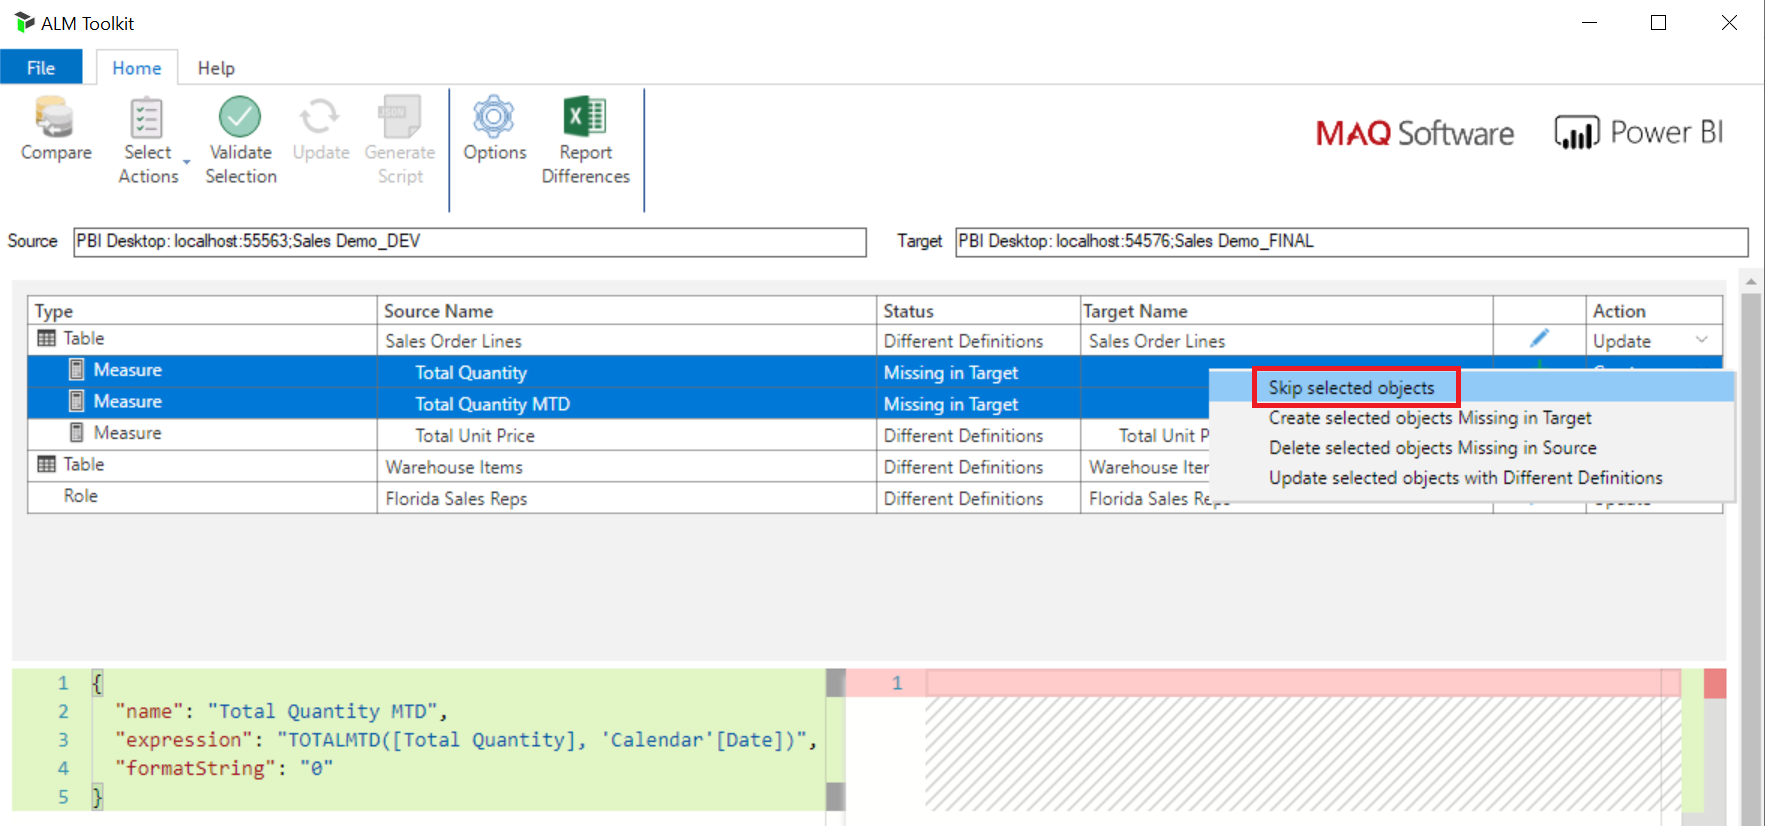 ALM Toolkit
File Home Help
Compare Select Actions Validate Selection Update Generate Script Options Report Differences
MAQ Software Power BI
Source PBI Desktop: localhost:55563;Sales Demo_DEV Target PBI Desktop: localhost:54576;Sales Demo_FINAL
Type Source Name Status Target Name Action
Table Sales Order Lines Different Definitions Sales Order Lines Update
Measure Total Quantity Missing in Target
Measure Total Quantity MTD Missing in Target
Measure Total Unit Price Different Definitions Total Unit P
Table Warehouse Items Different Definitions Warehouse Iter
Role Florida Sales Reps Different Definitions Florida Sales Reps Update
Skip selected objects
Create selected objects Missing in Target
Delete selected objects Missing in Source
Update selected objects with Different Definitions
1 { 1
2 "name": "Total Quantity MTD",
3 "expression": "TOTALMTD([Total Quantity], 'Calendar'[Date])",
4 "formatString": "0"
5 }